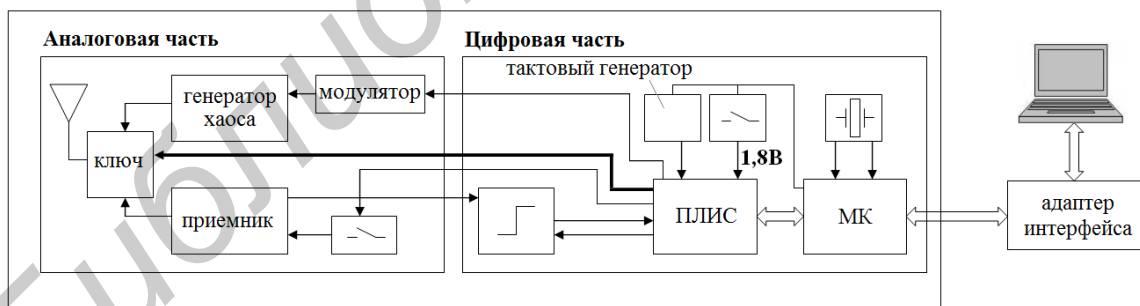 Аналоговая часть
Цифровая часть
тактовый генератор
генератор
хаоса
модулятор
ключ
1,8В
приемник
ПЛИС
МК
адаптер
интерфейса